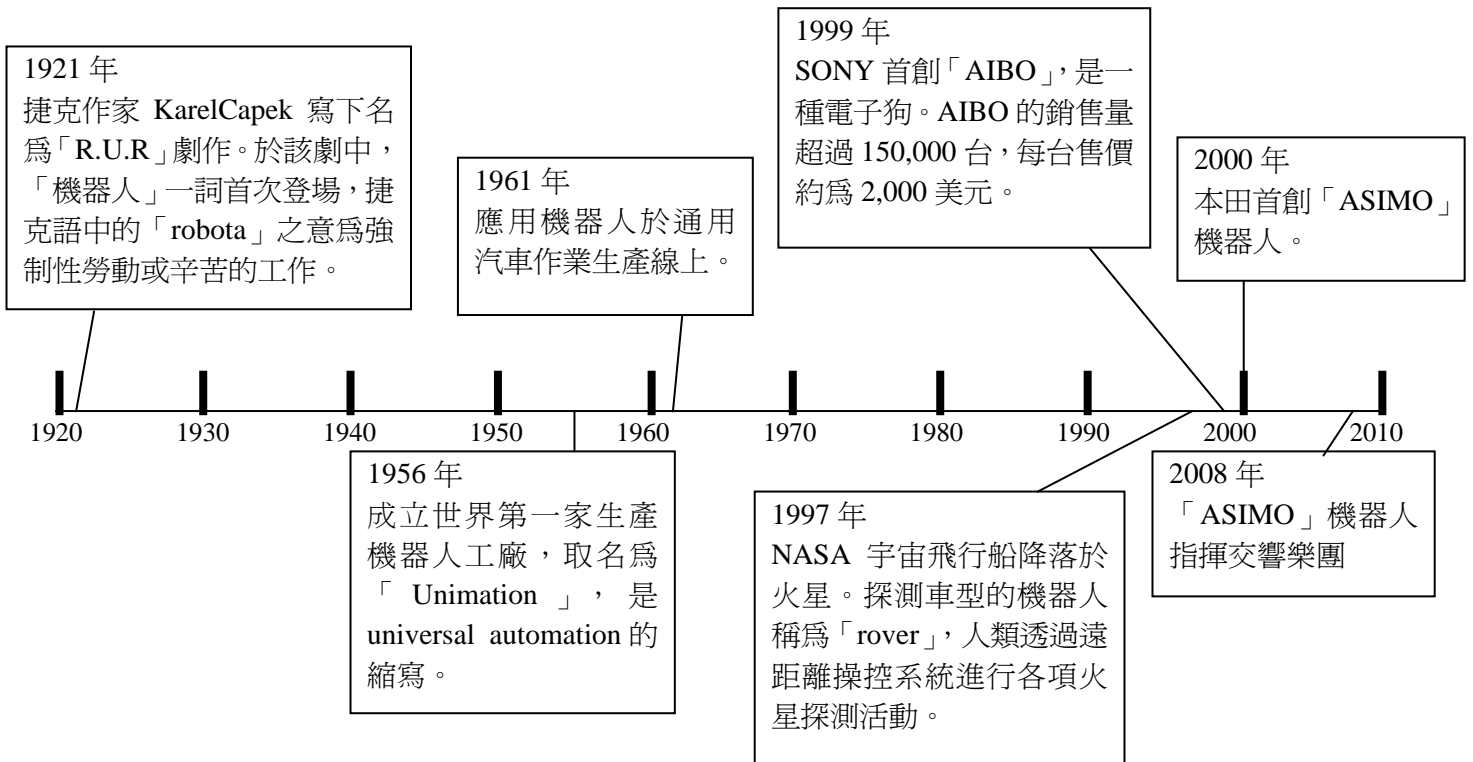 1921 年
捷克作家 KarelCapek 寫下名
爲「R.U.R」劇作。於該劇中，
「機器人」一詞首次登場，捷
克語中的「robota」之意爲強
制性勞動或辛苦的工作。
1961 年
應用機器人於通用
汽車作業生產線上。
1999 年
SONY 首創「AIBO」，是一
種電子狗。AIBO 的銷售量
超過 150,000 台，每台售價
約爲 2,000 美元。
2000 年
本田首創「ASIMO」
機器人。
1920 1930 1940 1950 1960 1970 1980 1990 2000 2010
1956 年
成立世界第一家生產
機器人工廠，取名爲
「 Unimation 」， 是
universal automation 的
縮寫。
1997 年
NASA 宇宙飛行船降落於
火星。探測車型的機器人
稱爲「rover」，人類透過遠
距離操控系統進行各項火
星探測活動。
2008 年
「ASIMO」機器人
指揮交響樂團